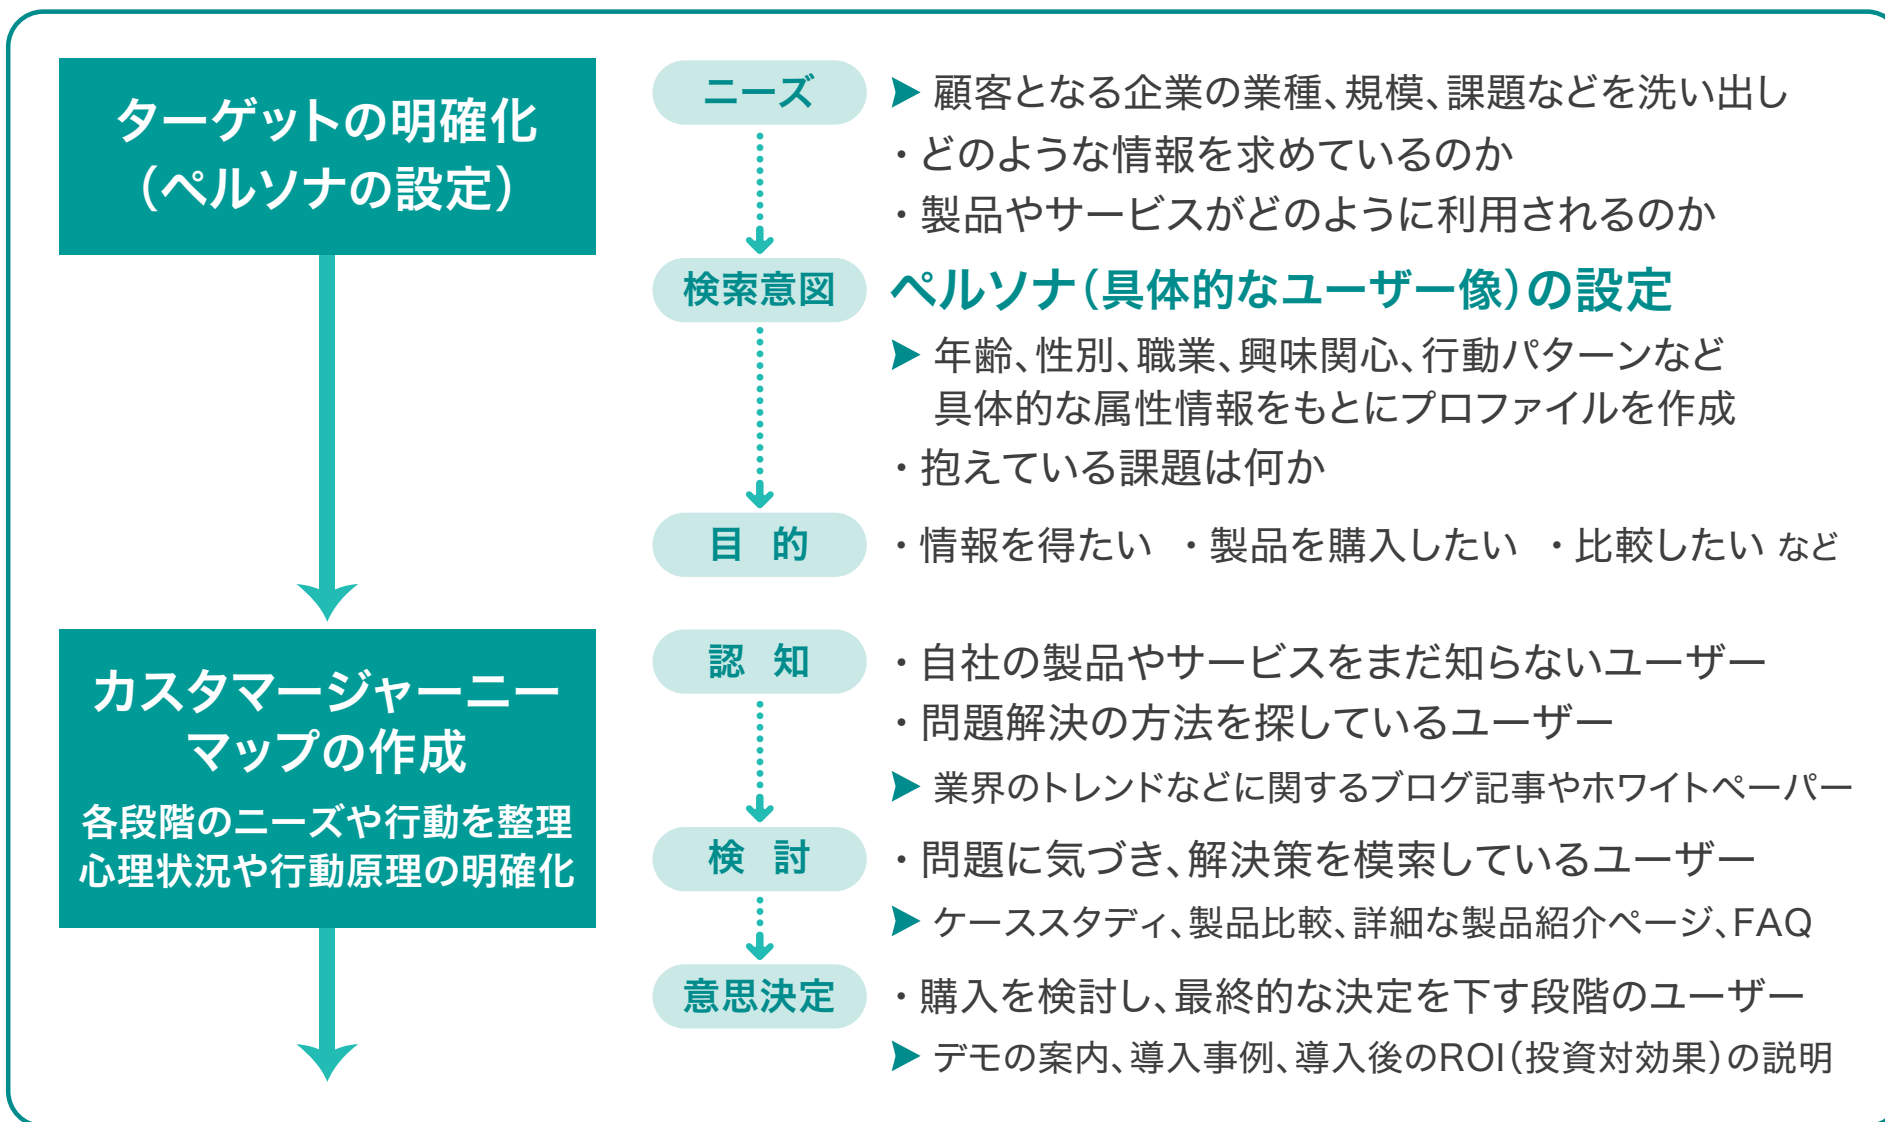 ターゲットの明確化
（ペルソナの設定）
ニーズ
➤ 顧客となる企業の業種、規模、課題などを洗い出し
・どのような情報を求めているのか
・製品やサービスがどのように利用されるのか
検索意図
ペルソナ（具体的なユーザー像）の設定
➤ 年齢、性別、職業、興味関心、行動パターンなど
具体的な属性情報をもとにプロファイルを作成
・抱えている課題は何か
目 的
・情報を得たい ・製品を購入したい ・比較したい など
カスタマージャーニー
マップの作成
各段階のニーズや行動を整理
心理状況や行動原理の明確化
認 知
・自社の製品やサービスをまだ知らないユーザー
・問題解決の方法を探しているユーザー
➤ 業界のトレンドなどに関するブログ記事やホワイトペーパー
検 討
・問題に気づき、解決策を模索しているユーザー
➤ ケーススタディ、製品比較、詳細な製品紹介ページ、FAQ
意思決定
・購入を検討し、最終的な決定を下す段階のユーザー
➤ デモの案内、導入事例、導入後のROI（投資対効果）の説明